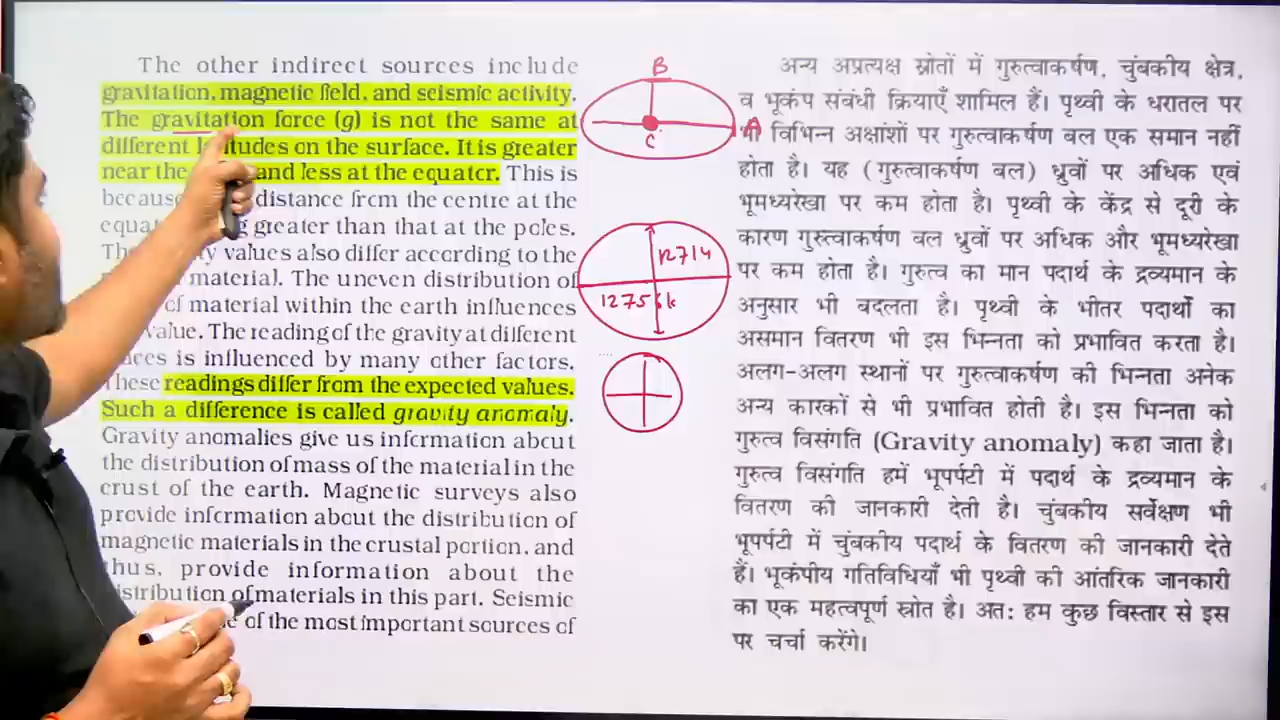 The other indirect sources include
gravitation, magnetic field, and seismic activity.
The gravitation force (g) is not the same at
different latitudes on the surface. It is greater
near the and less at the equator. This is
because distance from the centre at the
greater than that at the poles.
values also differ according to the
material. The uneven distribution of
of material within the earth influences
value. The reading of the gravity at different
is influenced by many other factors.
These readings differ from the expected values.
Such a difference is called gravity anomaly.
Gravity anomalies give us information about
the distribution of mass of the material in the
crust of the earth. Magnetic surveys also
provide information about the distribution of
magnetic materials in the crustal portion, and
thus, provide information about the
distribution of materials in this part. Seismic
of the most important sources of
B
A
C
12714
1275 k
अन्य अप्रत्यक्ष स्रोतों में गुरुत्वाकर्षण, चुंबकीय क्षेत्र,
व भूकंप संबंधी क्रियाएँ शामिल हैं। पृथ्वी के धरातल पर
भी विभिन्न अक्षांशों पर गुरुत्वाकर्षण बल एक समान नहीं
होता है। यह (गुरुत्वाकर्षण बल) ध्रुवों पर अधिक एवं
भूमध्यरेखा पर कम होता है। पृथ्वी के केंद्र से दूरी के
कारण गुरुत्वाकर्षण बल ध्रुवों पर अधिक और भूमध्यरेखा
पर कम होता है। गुरुत्व का मान पदार्थ के द्रव्यमान के
अनुसार भी बदलता है। पृथ्वी के भीतर पदार्थों का
असमान वितरण भी इस भिन्नता को प्रभावित करता है।
अलग-अलग स्थानों पर गुरुत्वाकर्षण की भिन्नता अनेक
अन्य कारकों से भी प्रभावित होती है। इस भिन्नता को
गुरुत्व विसंगति (Gravity anomaly) कहा जाता है।
गुरुत्व विसंगति हमें भूपर्पटी में पदार्थ के द्रव्यमान के
वितरण की जानकारी देती है। चुंबकीय सर्वेक्षण भी
भूपर्पटी में चुंबकीय पदार्थ के वितरण की जानकारी देते
हैं। भूकंपीय गतिविधियाँ भी पृथ्वी की आंतरिक जानकारी
का एक महत्वपूर्ण स्रोत है। अत: हम कुछ विस्तार से इस
पर चर्चा करेंगे।